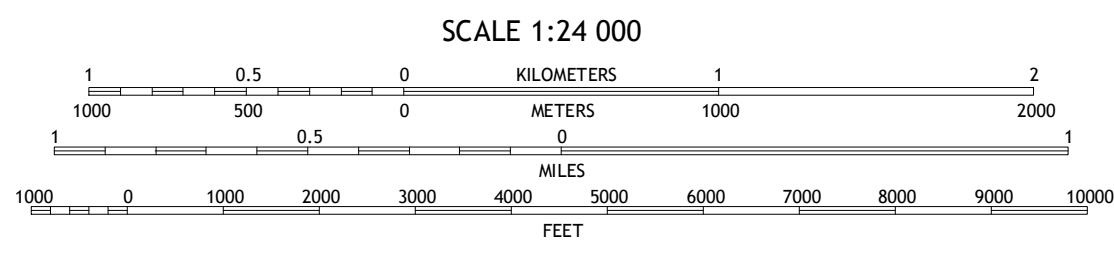 SCALE 1:24 000
1 0.5 0 KILOMETERS 1 2
1000 500 0 METERS 1000 2000
1 0.5 0 1
MILES
1000 0 1000 2000 3000 4000 5000 6000 7000 8000 9000 10000
FEET